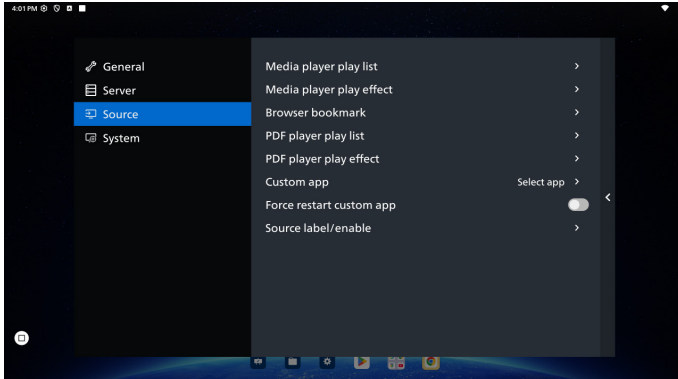 4:01 PM
General
Server
Source
System
Media player play list
Media player play effect
Browser bookmark
PDF player play list
PDF player play effect
Custom app
Select app
Force restart custom app
Source label/enable